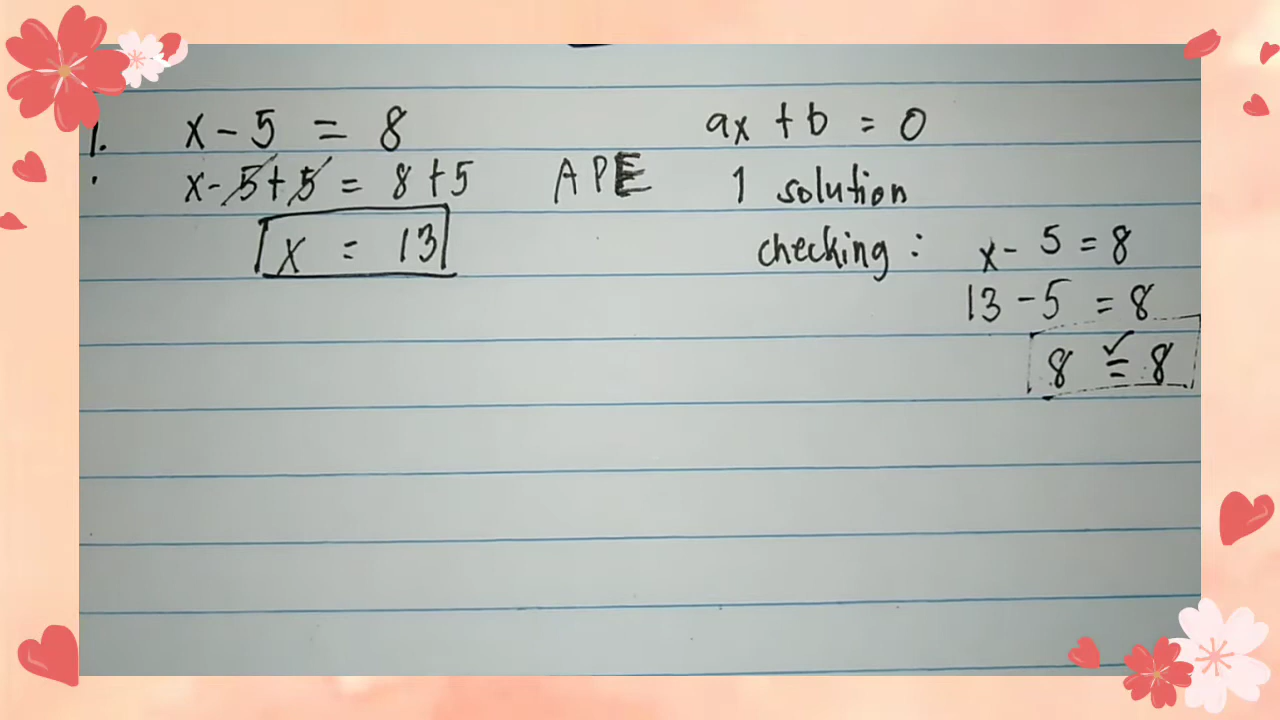 1. x - 5 = 8
x - 5 + 5 = 8 + 5 APE
x = 13
ax + b = 0
1 solution
checking: x - 5 = 8
13 - 5 = 8
8 = 8